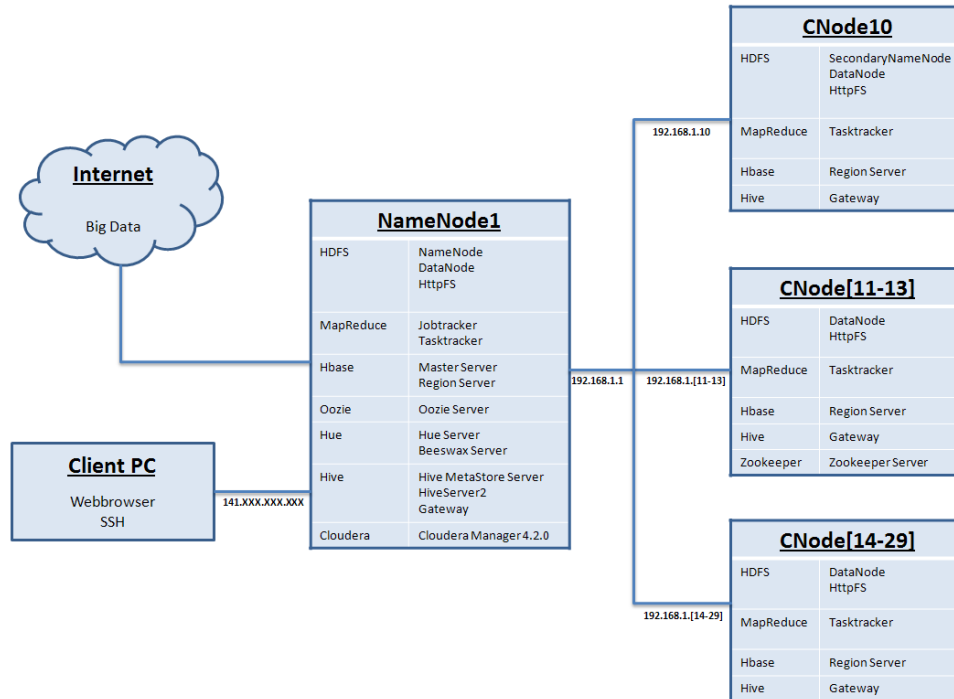 Internet
Big Data
Client PC
Webbrowser
SSH
141.XXX.XXX.XXX
NameNode1
HDFS NameNode
DataNode
HttpFS
MapReduce Jobtracker
Tasktracker
Hbase Master Server
Region Server
Oozie Oozie Server
Hue Hue Server
Beeswax Server
Hive Hive MetaStore Server
HiveServer2
Gateway
Cloudera Cloudera Manager 4.2.0
192.168.1.1
192.168.1.10
CNode10
HDFS SecondaryNameNode
DataNode
HttpFS
MapReduce Tasktracker
Hbase Region Server
Hive Gateway
192.168.1.[11-13]
CNode[11-13]
HDFS DataNode
HttpFS
MapReduce Tasktracker
Hbase Region Server
Hive Gateway
Zookeeper Zookeeper Server
192.168.1.[14-29]
CNode[14-29]
HDFS DataNode
HttpFS
MapReduce Tasktracker
Hbase Region Server
Hive Gateway